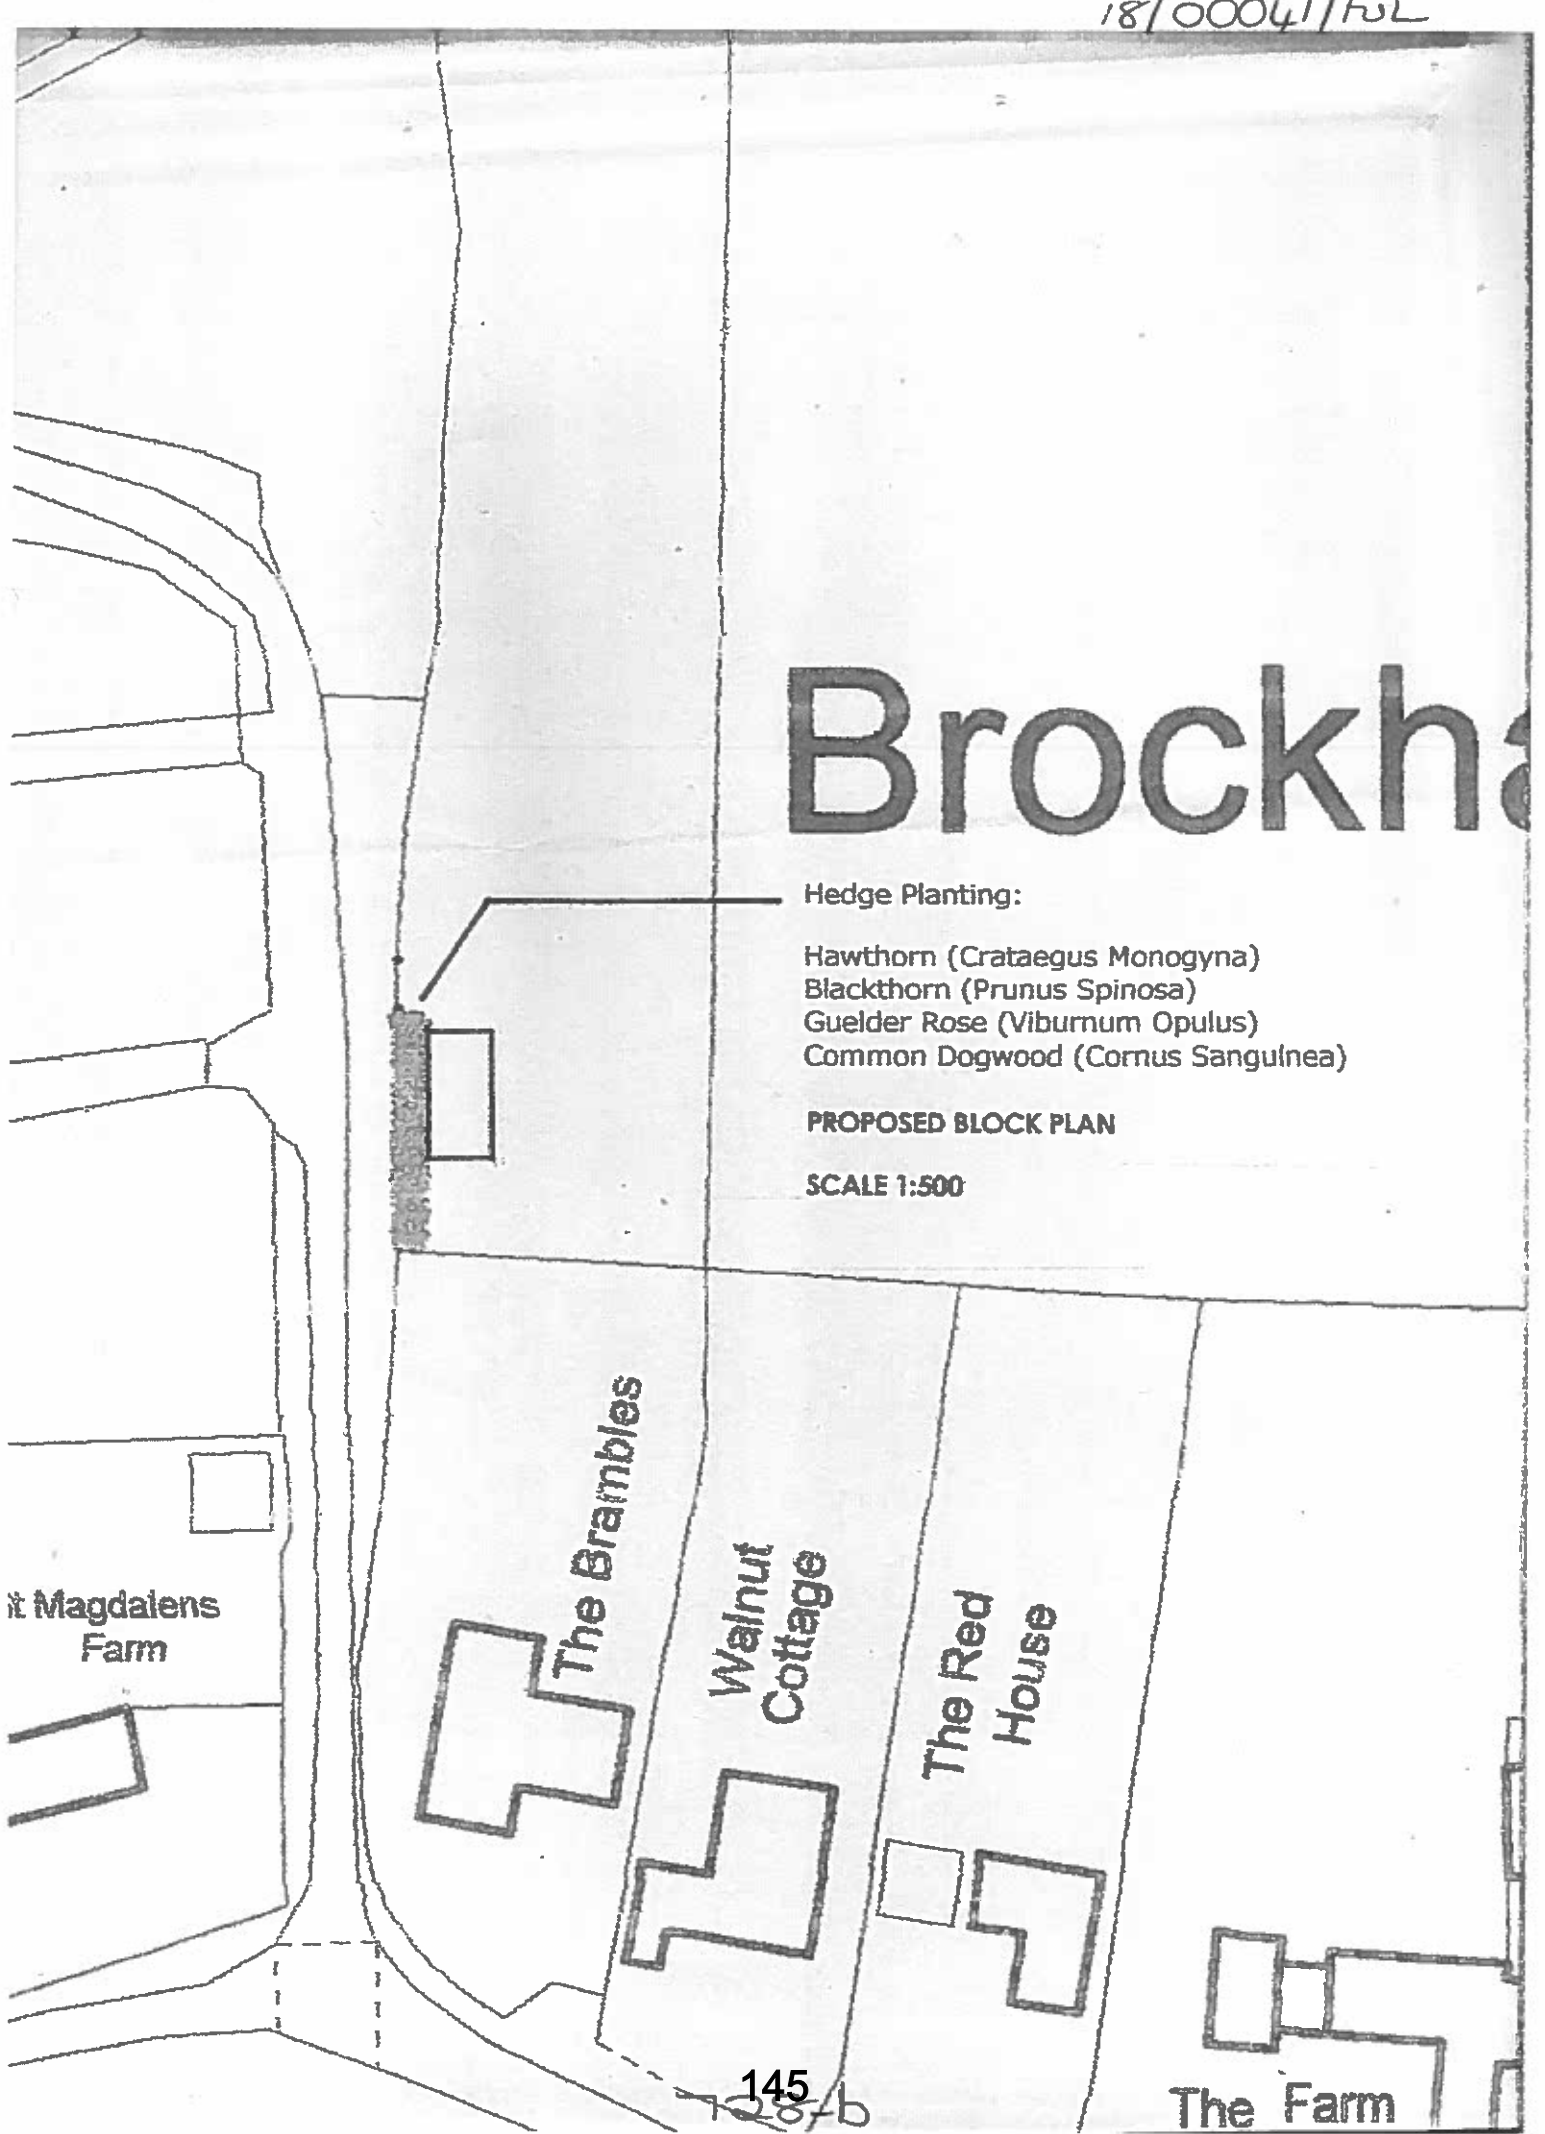 18/00041/FUL
Brockha
Hedge Planting:
Hawthorn (Crataegus Monogyna)
Blackthorn (Prunus Spinosa)
Guelder Rose (Viburnum Opulus)
Common Dogwood (Cornus Sanguinea)
PROPOSED BLOCK PLAN
SCALE 1:500
The Brambles
Walnut
Cottage
The Red
House
t Magdalens
Farm
145
128-b
The Farm